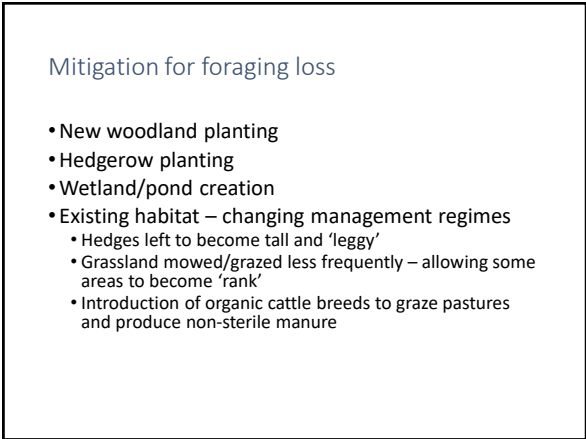 Mitigation for foraging loss
• New woodland planting
• Hedgerow planting
• Wetland/pond creation
• Existing habitat – changing management regimes
• Hedges left to become tall and ‘leggy’
• Grassland mowed/grazed less frequently – allowing some
areas to become ‘rank’
• Introduction of organic cattle breeds to graze pastures
and produce non-sterile manure